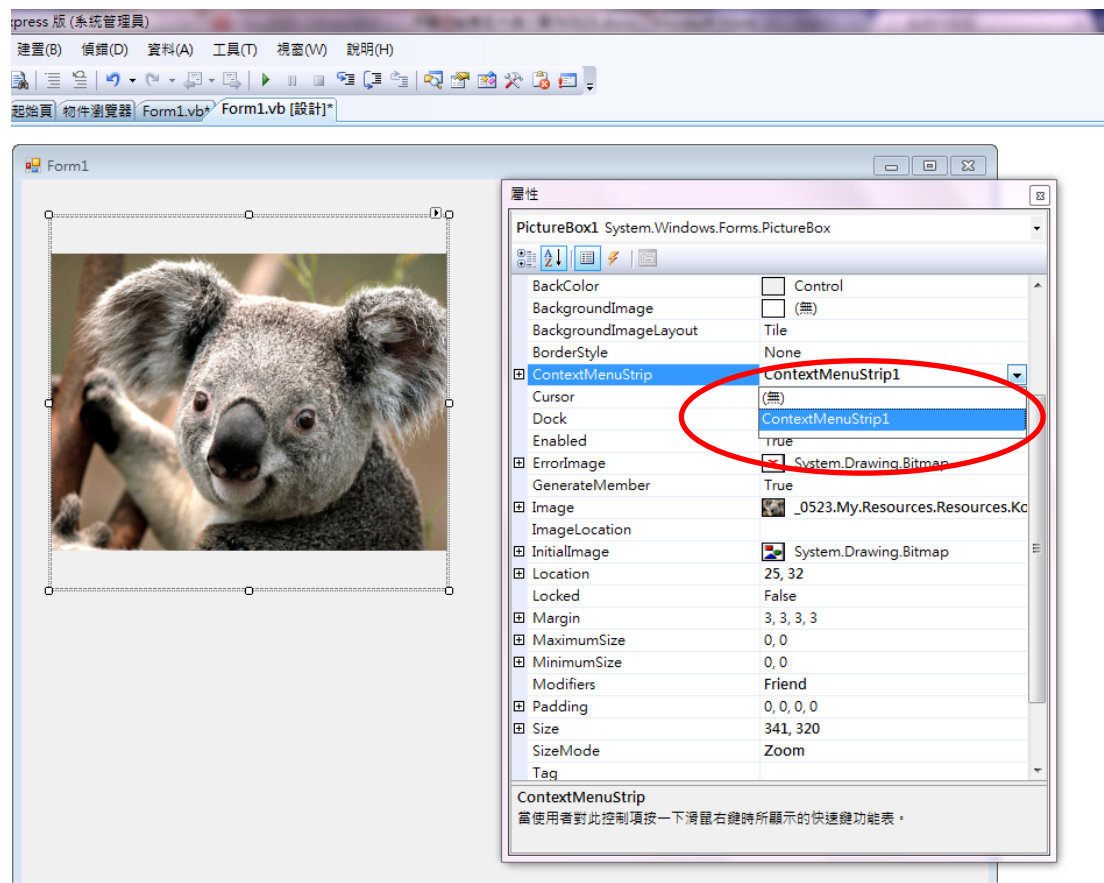 xpress 版 (系統管理員)
建置(B) 偵錯(D) 資料(A) 工具(T) 視窗(W) 說明(H)
起始頁 物件瀏覽器 Form1.vb* Form1.vb [設計]*
Form1
屬性
PictureBox1 System.Windows.Forms.PictureBox
BackColor Control
BackgroundImage (無)
BackgroundImageLayout Tile
BorderStyle None
ContextMenuStrip ContextMenuStrip1
Cursor (無)
Dock ContextMenuStrip1
Enabled True
ErrorImage System.Drawing.Bitmap
GenerateMember True
Image _0523.My.Resources.Resources.Ko
ImageLocation
InitialImage System.Drawing.Bitmap
Location 25, 32
Locked False
Margin 3, 3, 3, 3
MaximumSize 0, 0
MinimumSize 0, 0
Modifiers Friend
Padding 0, 0, 0, 0
Size 341, 320
SizeMode Zoom
Tag
ContextMenuStrip
當使用者對此控制項按一下滑鼠右鍵時所顯示的快速鍵功能表。